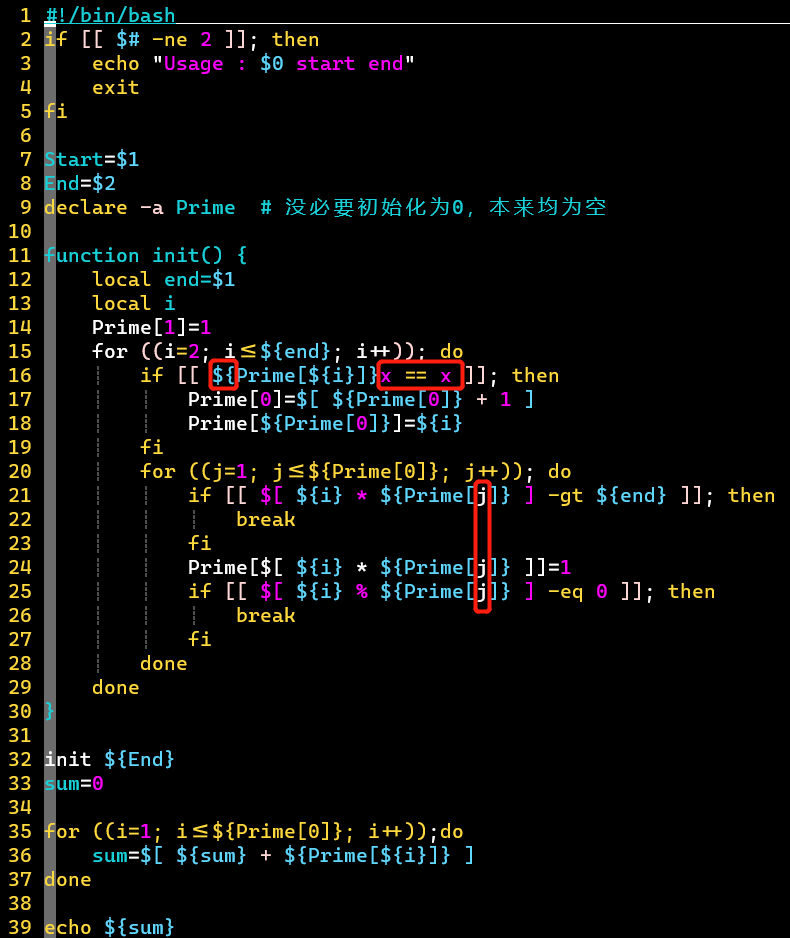 1 #!/bin/bash
2 if [[ $# -ne 2 ]]; then
3     echo "Usage : $0 start end"
4     exit
5 fi
6
7 Start=$1
8 End=$2
9 declare -a Prime  # 没必要初始化为0，本来均为空
10
11 function init() {
12     local end=$1
13     local i
14     Prime[1]=1
15     for ((i=2; i<=${end}; i++)); do
16         if [[ ${Prime[${i}]}x == x ]]; then
17             Prime[0]=$[ ${Prime[0]} + 1 ]
18             Prime[${Prime[0]}]=${i}
19         fi
20         for ((j=1; j<=${Prime[0]}; j++)); do
21             if [[ $[ ${i} * ${Prime[j]} ] -gt ${end} ]]; then
22                 break
23             fi
24             Prime[$[ ${i} * ${Prime[j]} ]]=1
25             if [[ $[ ${i} % ${Prime[j]} ] -eq 0 ]]; then
26                 break
27             fi
28         done
29     done
30 }
31
32 init ${End}
33 sum=0
34
35 for ((i=1; i<=${Prime[0]}; i++));do
36     sum=$[ ${sum} + ${Prime[${i}]} ]
37 done
38
39 echo ${sum}